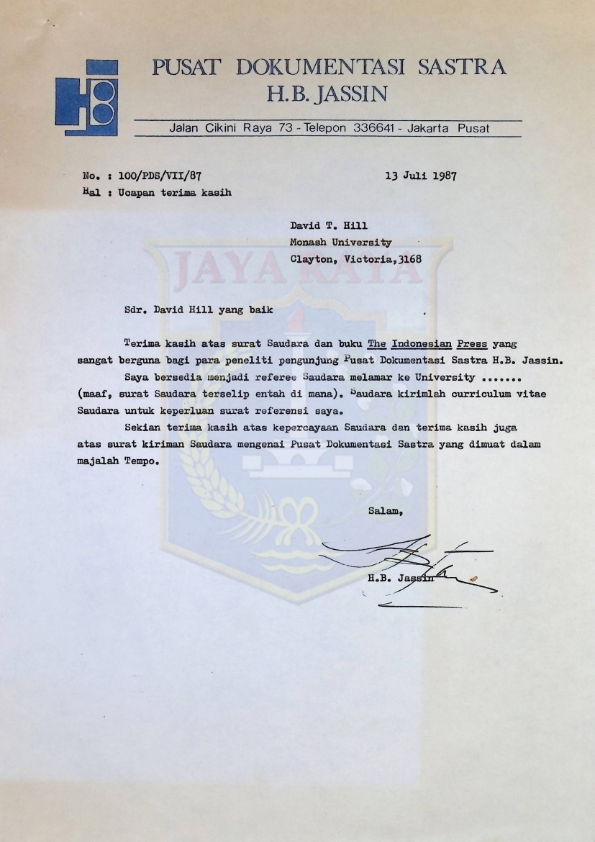 PUSAT DOKUMENTASI SASTRA
H.B. JASSIN
Jalan Cikini Raya 73 - Telepon 336641 - Jakarta Pusat
No. : 100/PDS/VII/87 13 Juli 1987
Hal : Ucapan terima kasih
David T. Hill
Monash University
Clayton, Victoria,3168
JAYA RAYA
Sdr. David Hill yang baik
Terima kasih atas surat Saudara dan buku The Indonesian Press yang
sangat berguna bagi para peneliti pengunjung Pusat Dokumentasi Sastra H.B. Jassin.
Saya bersedia menjadi referee Saudara melamar ke University .......
(maaf, surat Saudara terselip entah di mana). Saudara kirimlah curriculum vitae
Saudara untuk keperluan surat referensi saya.
Sekian terima kasih atas kepercayaan Saudara dan terima kasih juga
atas surat kiriman Saudara mengenai Pusat Dokumentasi Sastra yang dimuat dalam
majalah Tempo.
Salam,
H.B. Jassin